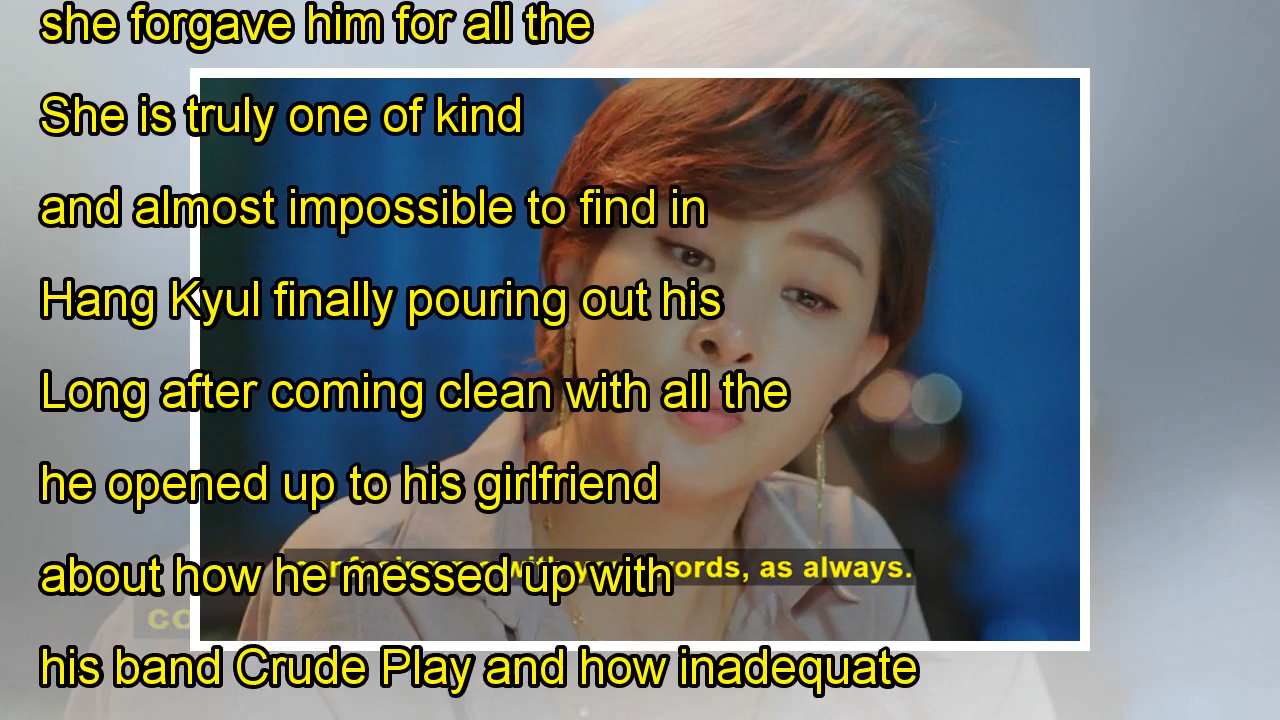 she forgave him for all the
She is truly one of kind
and almost impossible to find in
Hang Kyul finally pouring out his
Long after coming clean with all the
he opened up to his girlfriend
about how he messed up with
words, as always.
his band Crude Play and how inadequate